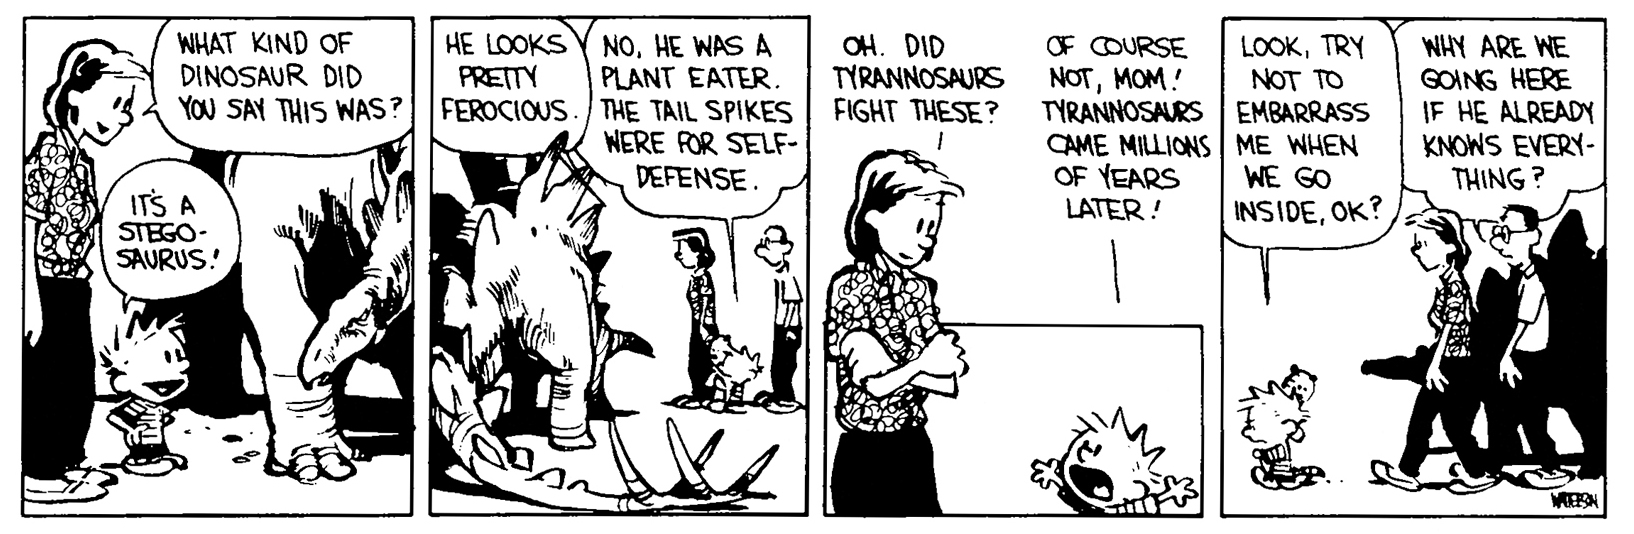 WHAT KIND OF
DINOSAUR DID
YOU SAY THIS WAS?
IT'S A
STEGO-
SAURUS!
HE LOOKS
PRETTY
FEROCIOUS.
NO, HE WAS A
PLANT EATER.
THE TAIL SPIKES
WERE FOR SELF-
DEFENSE.
OH. DID
TYRANNOSAURS
FIGHT THESE?
OF COURSE
NOT, MOM!
TYRANNOSAURS
CAME MILLIONS
OF YEARS
LATER!
LOOK, TRY
NOT TO
EMBARRASS
ME WHEN
WE GO
INSIDE, OK?
WHY ARE WE
GOING HERE
IF HE ALREADY
KNOWS EVERY-
THING?
WATTERSON